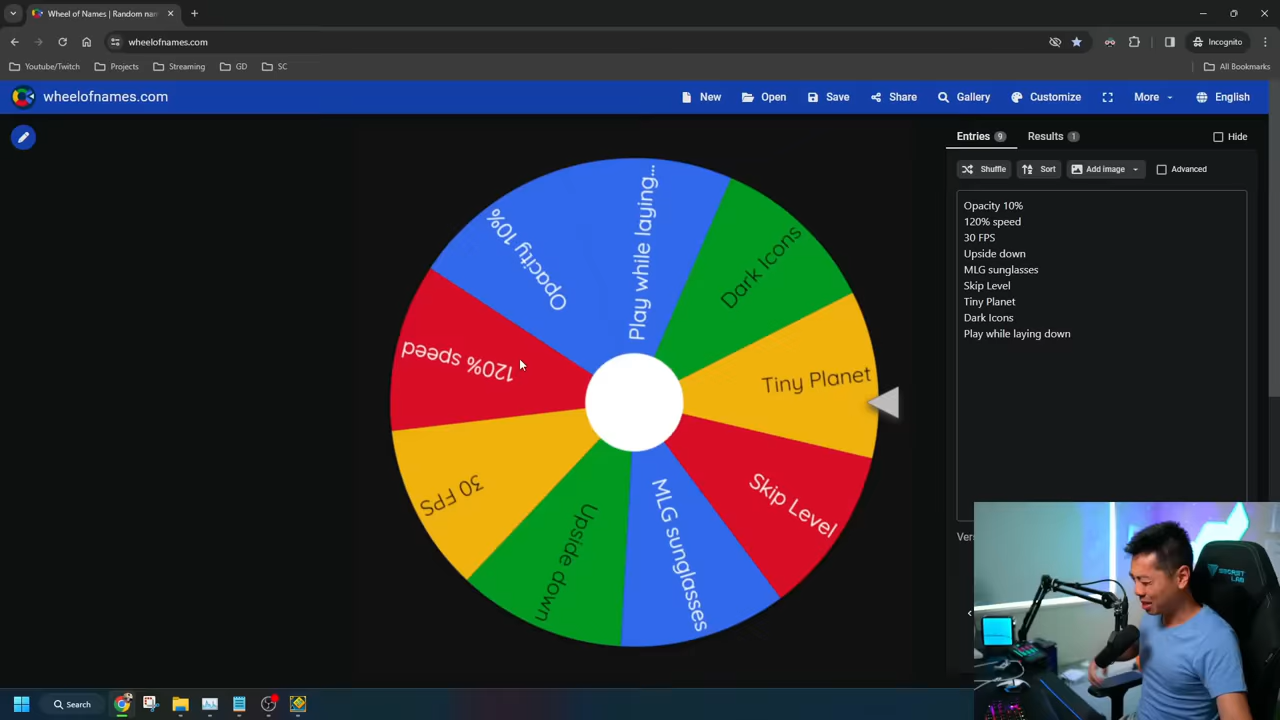 Wheel of Names | Random nar
wheelofnames.com
Incognito
Youtube/Twitch
Projects
Streaming
GD
SC
All Bookmarks
wheelofnames.com
New
Open
Save
Share
Gallery
Customize
More
English
Entries 9
Results 1
Hide
Shuffle
Sort
Add image
Advanced
Opacity 10%
120% speed
30 FPS
Upside down
MLG sunglasses
Skip Level
Tiny Planet
Dark Icons
Play while laying down
Opacity 10%
Play while laying...
Dark Icons
Tiny Planet
Skip Level
MLG sunglasses
Upside down
30 FPS
120% speed
Search